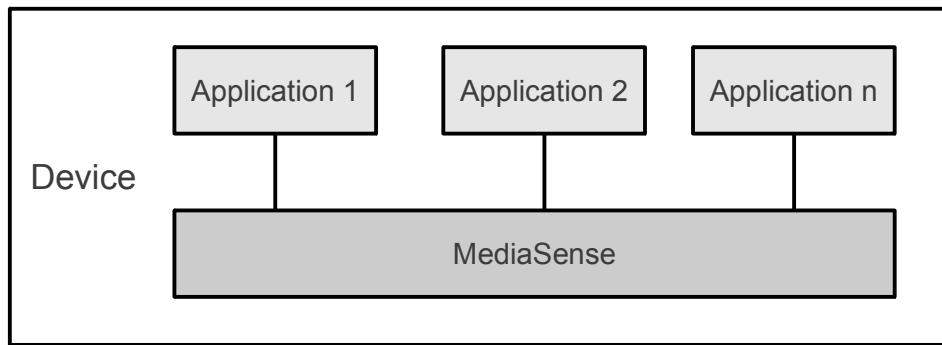 Application 1
Application 2
Application n
Device
MediaSense